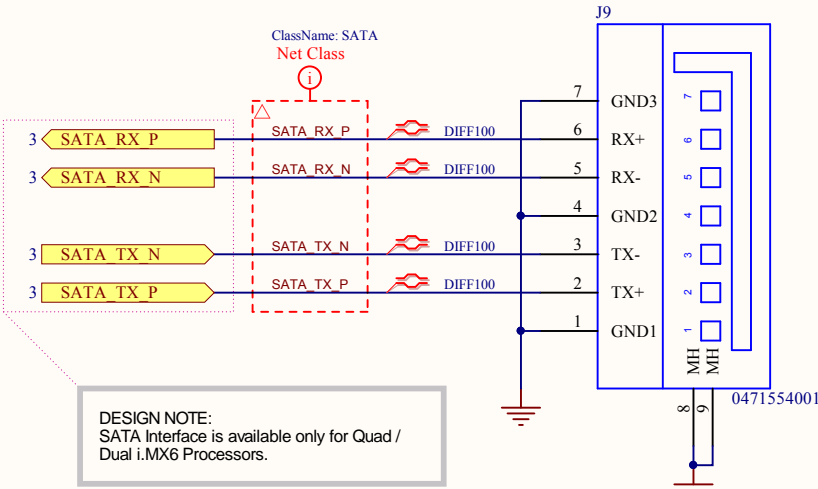 J9
ClassName: SATA
Net Class
i
7 GND3 7
3 SATA_RX_P SATA_RX_P DIFF100 6 RX+ 6
3 SATA_RX_N SATA_RX_N DIFF100 5 RX- 5
4 GND2 4
3 SATA_TX_N SATA_TX_N DIFF100 3 TX- 3
3 SATA_TX_P SATA_TX_P DIFF100 2 TX+ 2
1 GND1 1
MH MH
8 9
0471554001
DESIGN NOTE:
SATA Interface is available only for Quad /
Dual i.MX6 Processors.